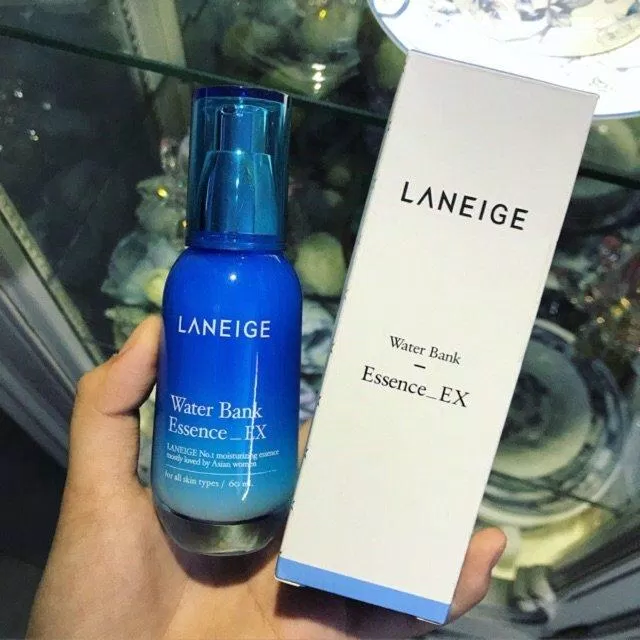 LANEIGE
Water Bank
Essence_EX
LANEIGE No.1 moisturizing essence
mostly loved by Asian women
for all skin types / 60 mL
LANEIGE
Water Bank
Essence_EX